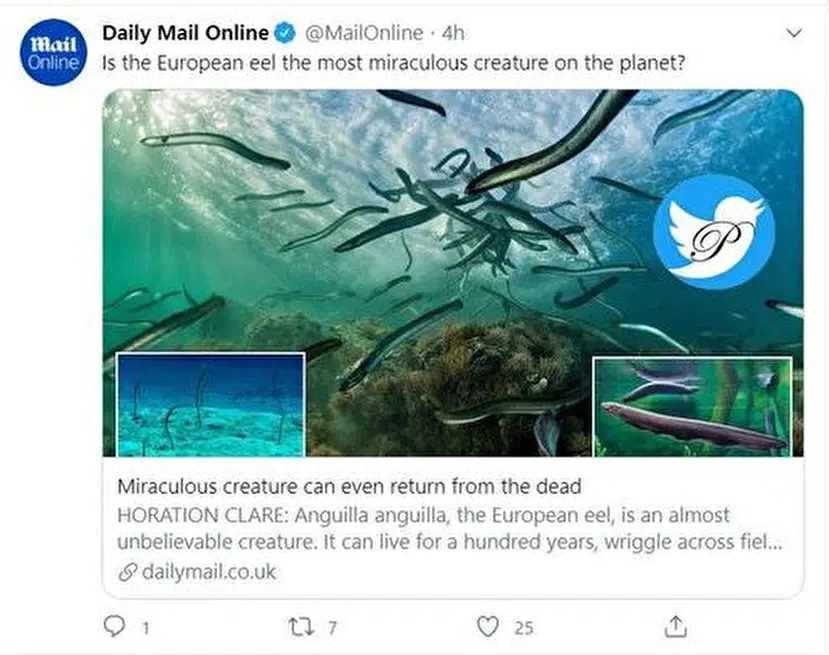 Mail
Online
Daily Mail Online @MailOnline · 4h
Is the European eel the most miraculous creature on the planet?
P
Miraculous creature can even return from the dead
HORATION CLARE: Anguilla anguilla, the European eel, is an almost
unbelievable creature. It can live for a hundred years, wriggle across fiel...
dailymail.co.uk
1 7 25